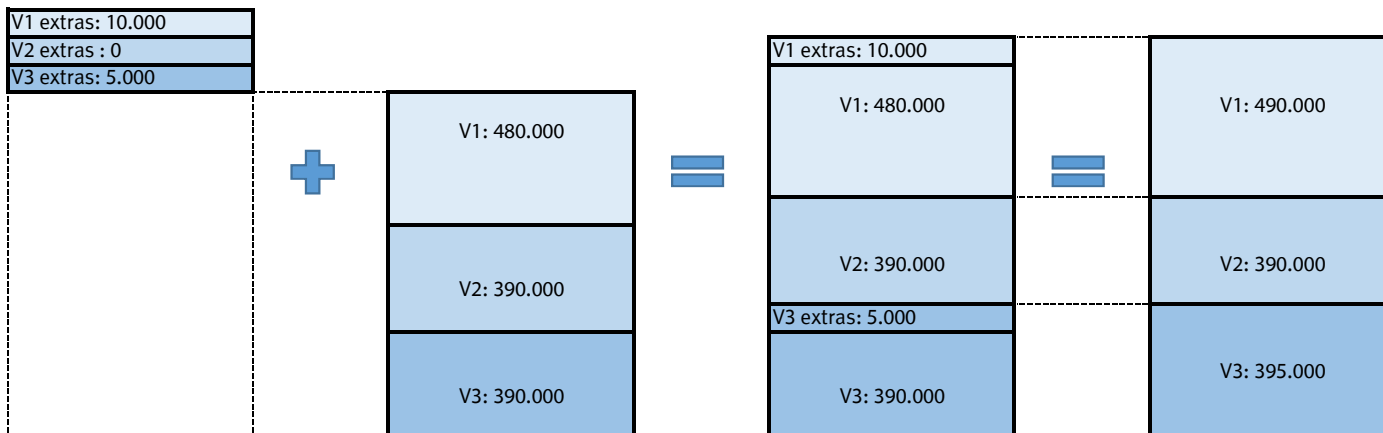 V1 extras: 10.000
V2 extras : 0
V3 extras: 5.000
V1: 480.000
V2: 390.000
V3: 390.000
V1 extras: 10.000
V1: 480.000
V2: 390.000
V3 extras: 5.000
V3: 390.000
V1: 490.000
V2: 390.000
V3: 395.000